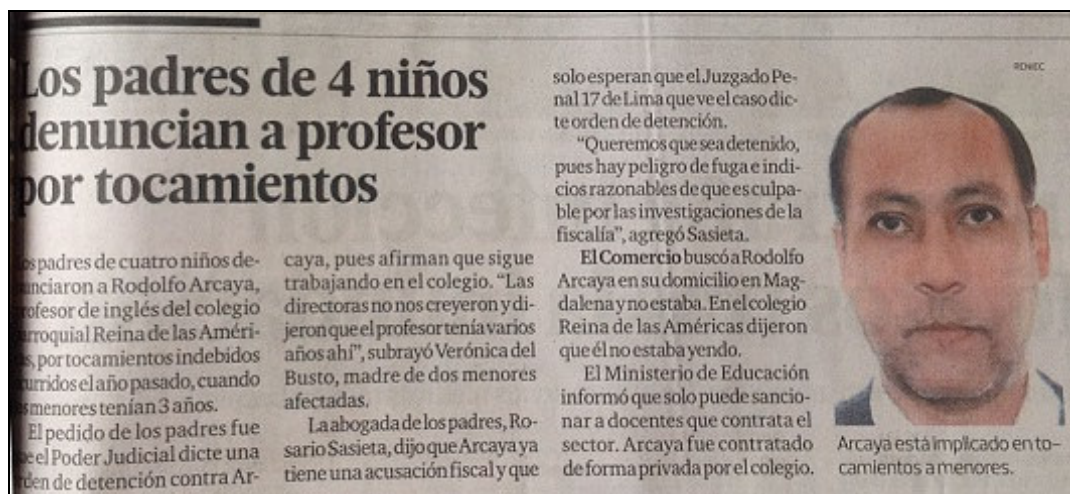 Los padres de 4 niños
denuncian a profesor
por tocamientos
Los padres de cuatro niños de-
nunciaron a Rodolfo Arcaya,
profesor de inglés del colegio
parroquial Reina de las Améri-
cas, por tocamientos indebidos
ocurridos el año pasado, cuando
los menores tenían 3 años.
El pedido de los padres fue
que el Poder Judicial dicte una
orden de detención contra Ar-
caya, pues afirman que sigue
trabajando en el colegio. “Las
directoras no nos creyeron y di-
jeron que el profesor tenía varios
años ahí”, subrayó Verónica del
Busto, madre de dos menores
afectadas.
La abogada de los padres, Ro-
sario Sasieta, dijo que Arcaya ya
tiene una acusación fiscal y que
solo esperan que el Juzgado Pe-
nal 17 de Lima que ve el caso dic-
te orden de detención.
“Queremos que sea detenido,
pues hay peligro de fuga e indi-
cios razonables de que es culpa-
ble por las investigaciones de la
fiscalía”, agregó Sasieta.
El Comercio buscó a Rodolfo
Arcaya en su domicilio en Mag-
dalena y no estaba. En el colegio
Reina de las Américas dijeron
que él no estaba yendo.
El Ministerio de Educación
informó que solo puede sancio-
nar a docentes que contrata el
sector. Arcaya fue contratado
de forma privada por el colegio.
RENIEC
Arcaya está implicado en to-
camientos a menores.